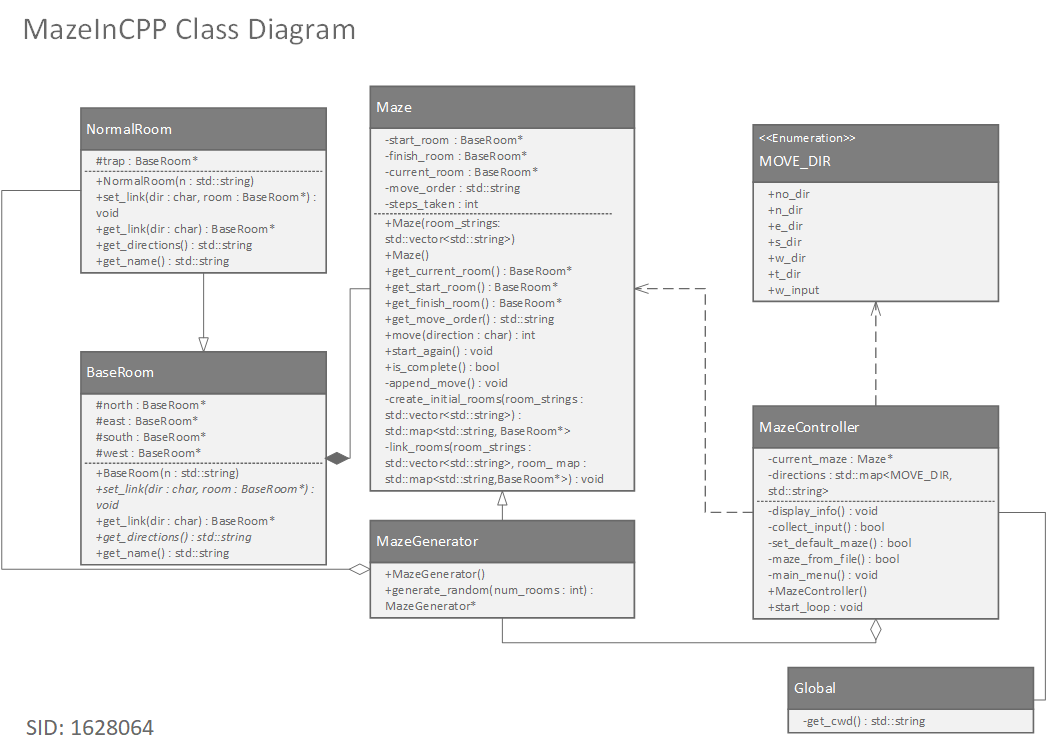 MazeInCPP Class Diagram
NormalRoom
#trap : BaseRoom*
+NormalRoom(n : std::string)
+set_link(dir : char, room : BaseRoom*) :
void
+get_link(dir : char) : BaseRoom*
+get_directions() : std::string
+get_name() : std::string
BaseRoom
#north : BaseRoom*
#east : BaseRoom*
#south : BaseRoom*
#west : BaseRoom*
+BaseRoom(n : std::string)
+set_link(dir : char, room : BaseRoom*) :
void
+get_link(dir : char) : BaseRoom*
+get_directions() : std::string
+get_name() : std::string
Maze
-start_room : BaseRoom*
-finish_room : BaseRoom*
-current_room : BaseRoom*
-move_order : std::string
-steps_taken : int
+Maze(room_strings:
std::vector<std::string>)
+Maze()
+get_current_room() : BaseRoom*
+get_start_room() : BaseRoom*
+get_finish_room() : BaseRoom*
+get_move_order() : std::string
+move(direction : char) : int
+start_again() : void
+is_complete() : bool
-append_move() : void
-create_initial_rooms(room_strings :
std::vector<std::string>) :
std::map<std::string, BaseRoom*>
-link_rooms(room_strings :
std::vector<std::string>, room_ map :
std::map<std::string,BaseRoom*>) : void
MazeGenerator
+MazeGenerator()
+generate_random(num_rooms : int) :
MazeGenerator*
<<Enumeration>>
MOVE_DIR
+no_dir
+n_dir
+e_dir
+s_dir
+w_dir
+t_dir
+w_input
MazeController
-current_maze : Maze*
-directions : std::map<MOVE_DIR,
std::string>
-display_info() : void
-collect_input() : bool
-set_default_maze() : bool
-maze_from_file() : bool
-main_menu() : void
+MazeController()
+start_loop : void
Global
-get_cwd() : std::string
SID: 1628064